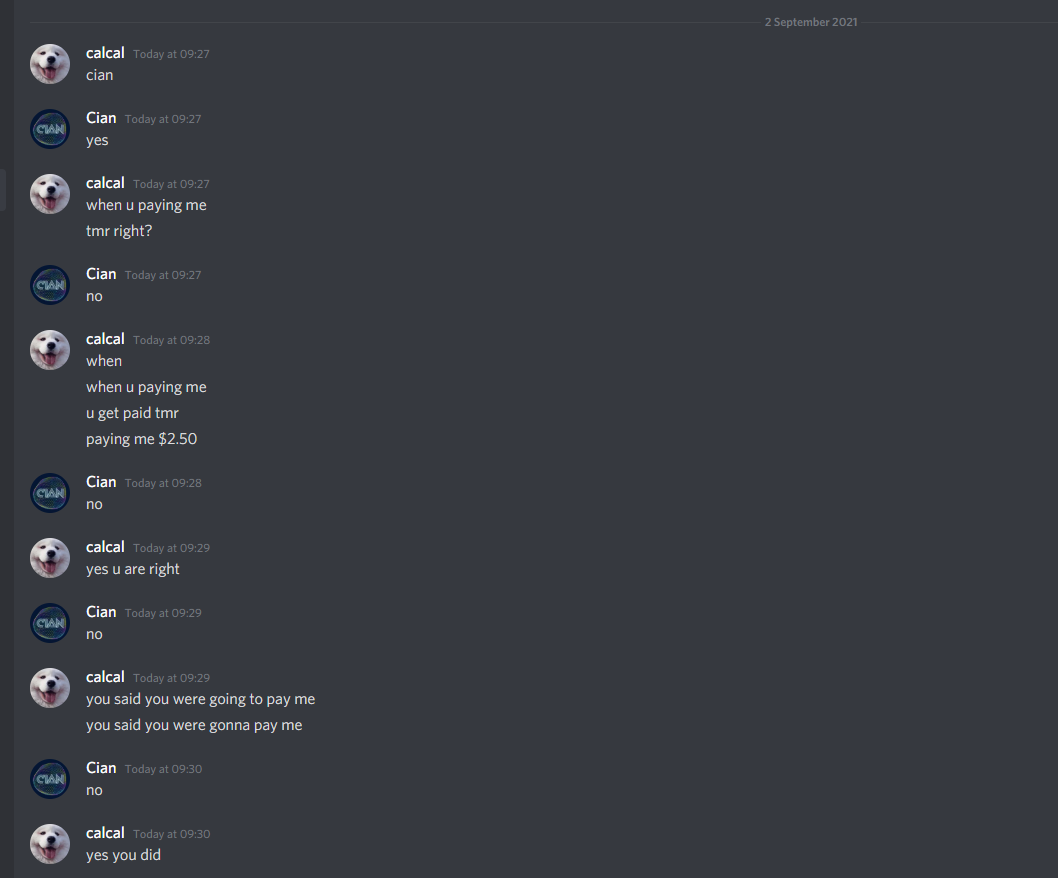 2 September 2021
calcal Today at 09:27
cian
CIAN
Cian Today at 09:27
yes
calcal Today at 09:27
when u paying me
tmr right?
CIAN
Cian Today at 09:27
no
calcal Today at 09:28
when
when u paying me
u get paid tmr
paying me $2.50
CIAN
Cian Today at 09:28
no
calcal Today at 09:29
yes u are right
CIAN
Cian Today at 09:29
no
calcal Today at 09:29
you said you were going to pay me
you said you were gonna pay me
CIAN
Cian Today at 09:30
no
calcal Today at 09:30
yes you did